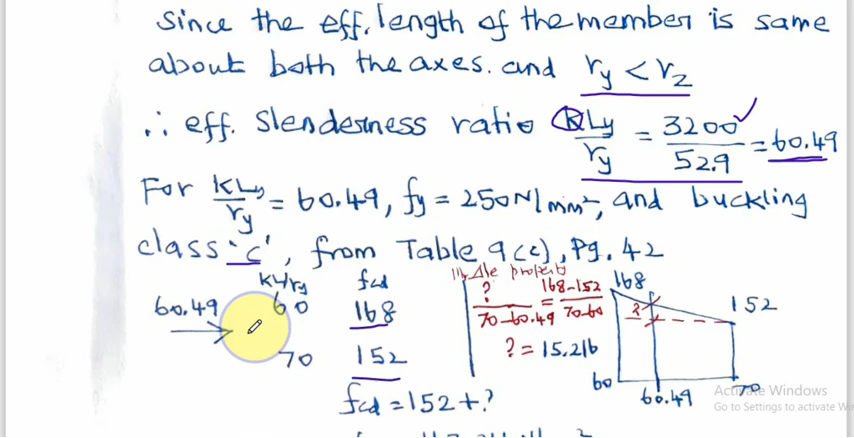 Since the eff. length of the member is same
about both the axes. and ry < rz
∴ eff. Slenderness ratio KLy/ry = 3200/52.9 = 60.49
For KLy/ry = 60.49, fy = 250N/mm², and buckling
class 'c', from Table 9(c), Pg. 42
KLy/ry fcd
60.49 60 168
70 152
fcd = 152 + ?
?/70-60.49 = 168-152/70-60
? = 15.216
168
? 152
60 60.49 70
Activate Windows
Go to Settings to activate Win